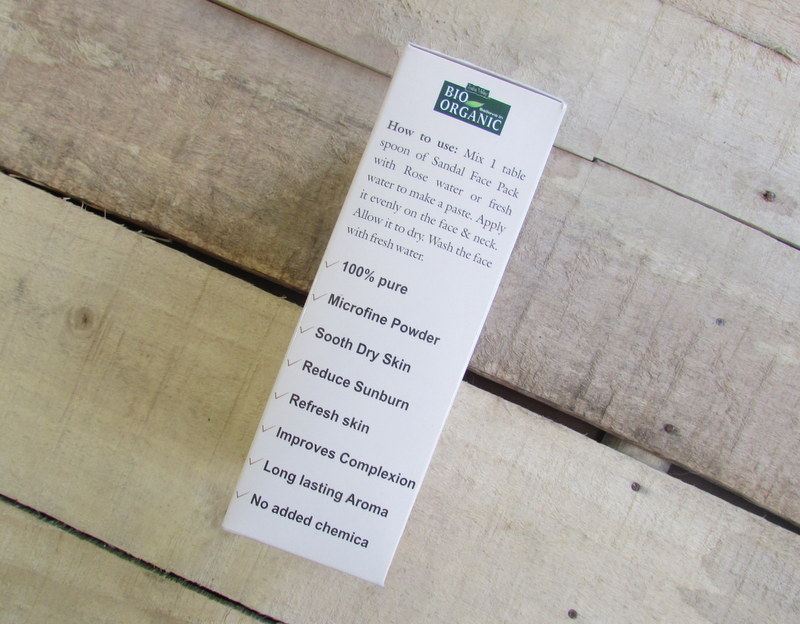 BIO
ORGANIC
How to use: Mix 1 table
spoon of Sandal Face Pack
with Rose water or fresh
water to make a paste. Apply
it evenly on the face & neck.
Allow it to dry. Wash the face
with fresh water.
100% pure
Microfine Powder
Sooth Dry Skin
Reduce Sunburn
Refresh skin
Improves Complexion
Long lasting Aroma
No added chemica